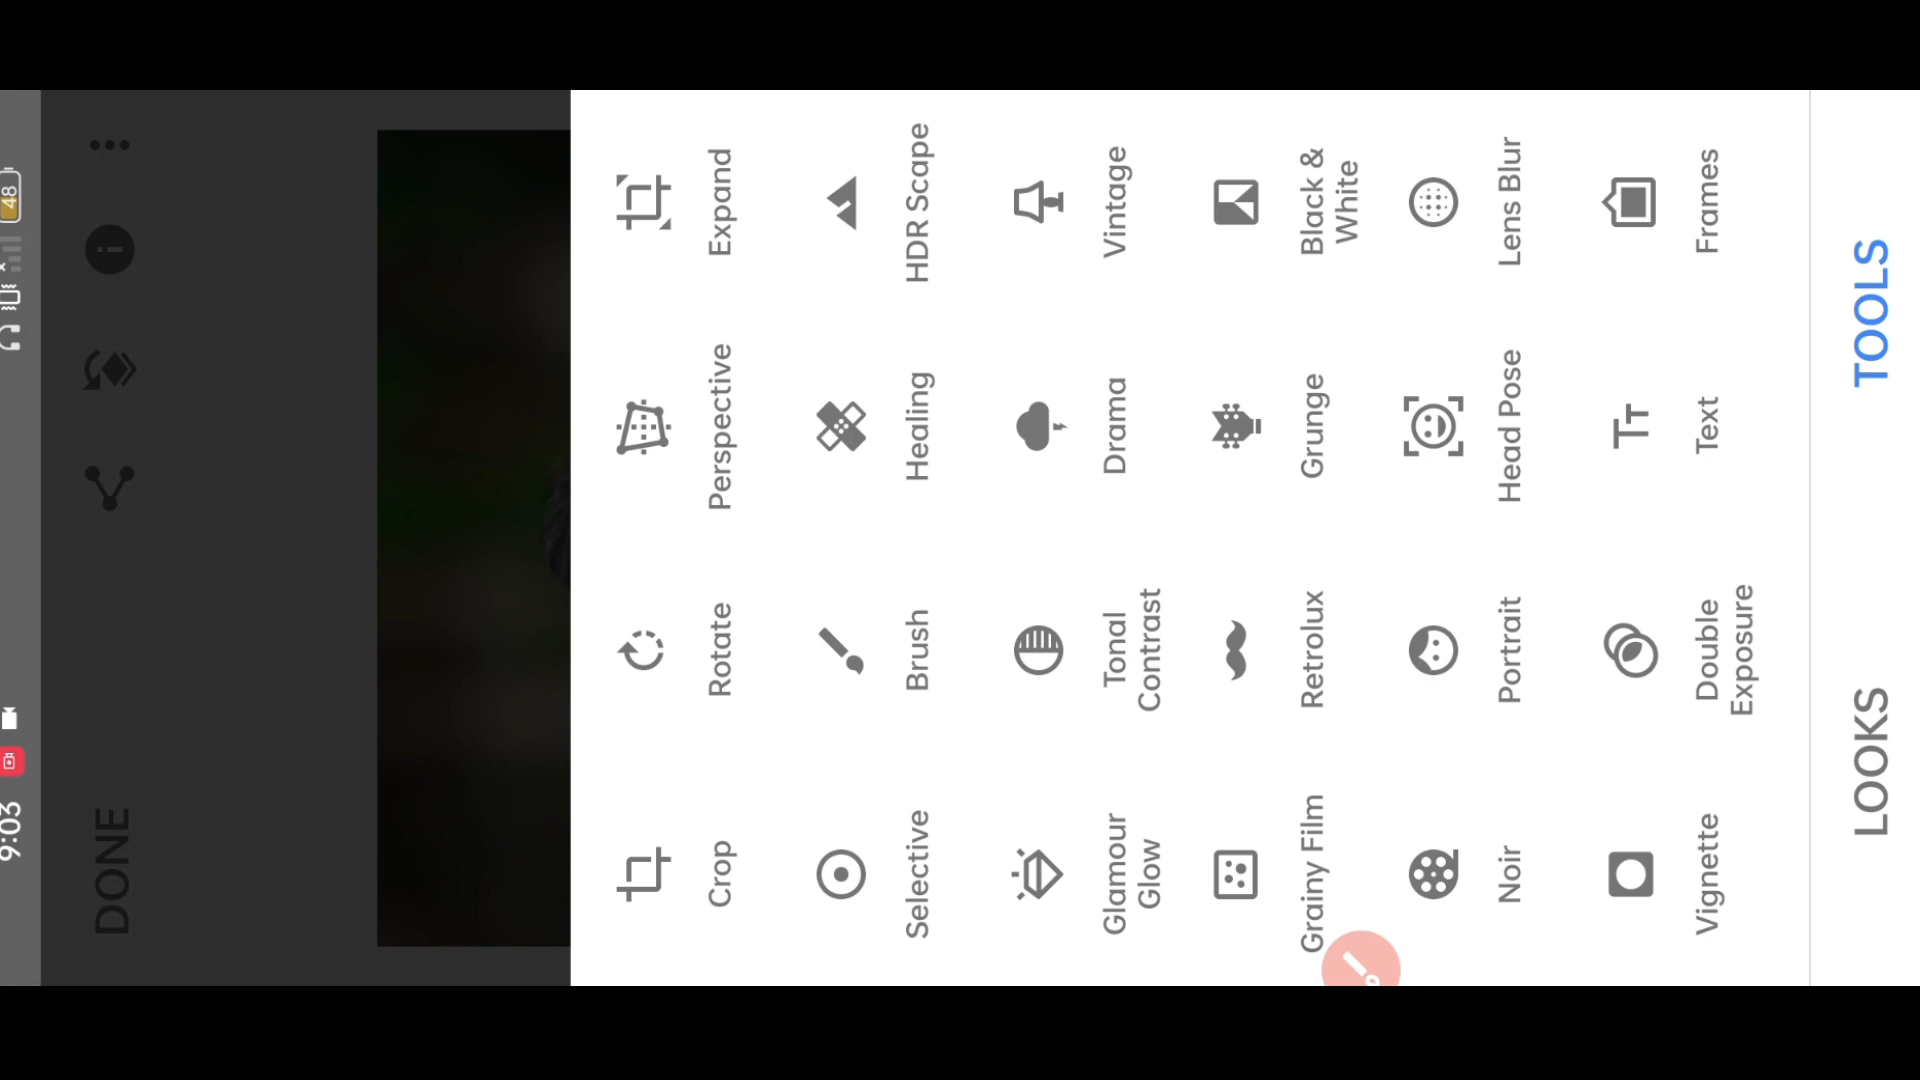 9:03
48
DONE
Crop
Rotate
Perspective
Expand
Selective
Brush
Healing
HDR Scape
Glamour
Glow
Tonal
Contrast
Drama
Vintage
Grainy Film
Retrolux
Grunge
Black &
White
Noir
Portrait
Head Pose
Lens Blur
Vignette
Double
Exposure
Text
Frames
LOOKS
TOOLS